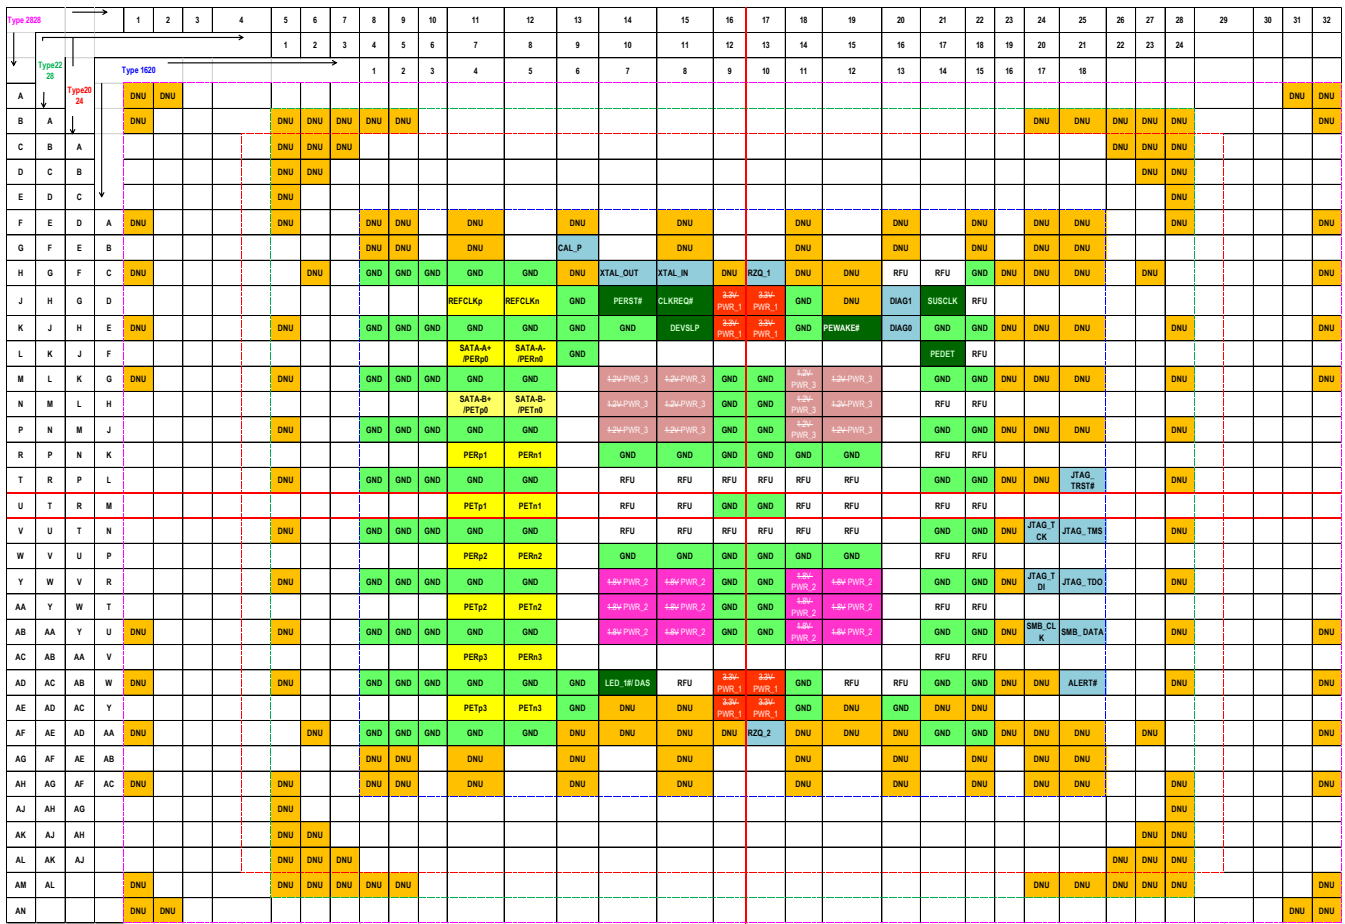 Type 2828 1 2 3 4 5 6 7 8 9 10 11 12 13 14 15 16 17 18 19 20 21 22 23 24 25 26 27 28 29 30 31 32
1 2 3 4 5 6 7 8 9 10 11 12 13 14 15 16 17 18 19 20 21 22 23 24
Type22 28 Type 1620 1 2 3 4 5 6 7 8 9 10 11 12 13 14 15 16 17 18
A Type20 24 DNU DNU DNU DNU
B A DNU DNU DNU DNU DNU DNU DNU DNU DNU DNU DNU DNU
C B A DNU DNU DNU DNU DNU DNU
D C B DNU DNU DNU DNU
E D C DNU DNU
F E D A DNU DNU DNU DNU DNU DNU DNU DNU DNU DNU DNU DNU DNU DNU
G F E B DNU DNU DNU CAL_P DNU DNU DNU DNU DNU DNU
H G F C DNU DNU GND GND GND GND GND DNU XTAL_OUT XTAL_IN DNU RZQ_1 DNU DNU RFU RFU GND DNU DNU DNU DNU DNU
J H G D REFCLKp REFCLKn GND PERST# CLKREQ# 3.3V PWR_1 3.3V PWR_1 GND DNU DIAG1 SUSCLK RFU
K J H E DNU DNU GND GND GND GND GND GND GND DEVSLP 3.3V PWR_1 3.3V PWR_1 GND PEWAKE# DIAG0 GND GND DNU DNU DNU DNU DNU
L K J F SATA-A+ /PERp0 SATA-A- /PERn0 GND PEDET RFU
M L K G DNU DNU GND GND GND GND GND 1.2V PWR_3 1.2V PWR_3 GND GND 1.2V PWR_3 1.2V PWR_3 GND GND DNU DNU DNU DNU DNU
N M L H SATA-B+ /PETp0 SATA-B- /PETn0 1.2V PWR_3 1.2V PWR_3 GND GND 1.2V PWR_3 1.2V PWR_3 RFU RFU
P N M J DNU GND GND GND GND GND 1.2V PWR_3 1.2V PWR_3 GND GND 1.2V PWR_3 1.2V PWR_3 GND GND DNU DNU DNU DNU
R P N K PERn1 PERn1 GND GND GND GND GND GND RFU RFU
T R P L DNU GND GND GND GND GND RFU RFU RFU RFU RFU RFU GND GND DNU DNU JTAG_ TRST# DNU
U T R M PETp1 PETn1 RFU RFU GND GND RFU RFU RFU RFU
V U T N DNU GND GND GND GND GND RFU RFU RFU RFU RFU RFU GND GND DNU JTAG_T CK JTAG_TMS DNU
W V U P PERp2 PERn2 GND GND GND GND GND GND RFU RFU
Y W V R DNU GND GND GND GND GND 1.8V PWR_2 1.8V PWR_2 GND GND 1.8V PWR_2 1.8V PWR_2 GND GND DNU JTAG_T DI JTAG_TDO DNU
AA Y W T PETp2 PETn2 1.8V PWR_2 1.8V PWR_2 GND GND 1.8V PWR_2 1.8V PWR_2 RFU RFU
AB AA Y U DNU DNU GND GND GND GND GND 1.8V PWR_2 1.8V PWR_2 GND GND 1.8V PWR_2 1.8V PWR_2 GND GND DNU SMB_CL K SMB_DATA DNU DNU
AC AB AA V PERp3 PERn3 RFU RFU
AD AC AB W DNU DNU GND GND GND GND GND GND LED_1#/DAS RFU 3.3V PWR_1 3.3V PWR_1 GND RFU RFU GND GND DNU DNU ALERT# DNU DNU
AE AD AC Y PETp3 PETn3 GND DNU DNU 3.3V PWR_1 3.3V PWR_1 GND DNU GND DNU DNU
AF AE AD AA DNU DNU GND GND GND GND GND DNU DNU DNU DNU RZQ_2 DNU DNU DNU GND GND DNU DNU DNU DNU DNU
AG AF AE AB DNU DNU DNU DNU DNU DNU DNU DNU DNU DNU
AH AG AF AC DNU DNU DNU DNU DNU DNU DNU DNU DNU DNU DNU DNU DNU DNU
AJ AH AG DNU DNU
AK AJ AH DNU DNU DNU DNU
AL AK AJ DNU DNU DNU DNU DNU DNU
AM AL DNU DNU DNU DNU DNU DNU DNU DNU DNU DNU DNU DNU
AN DNU DNU DNU DNU